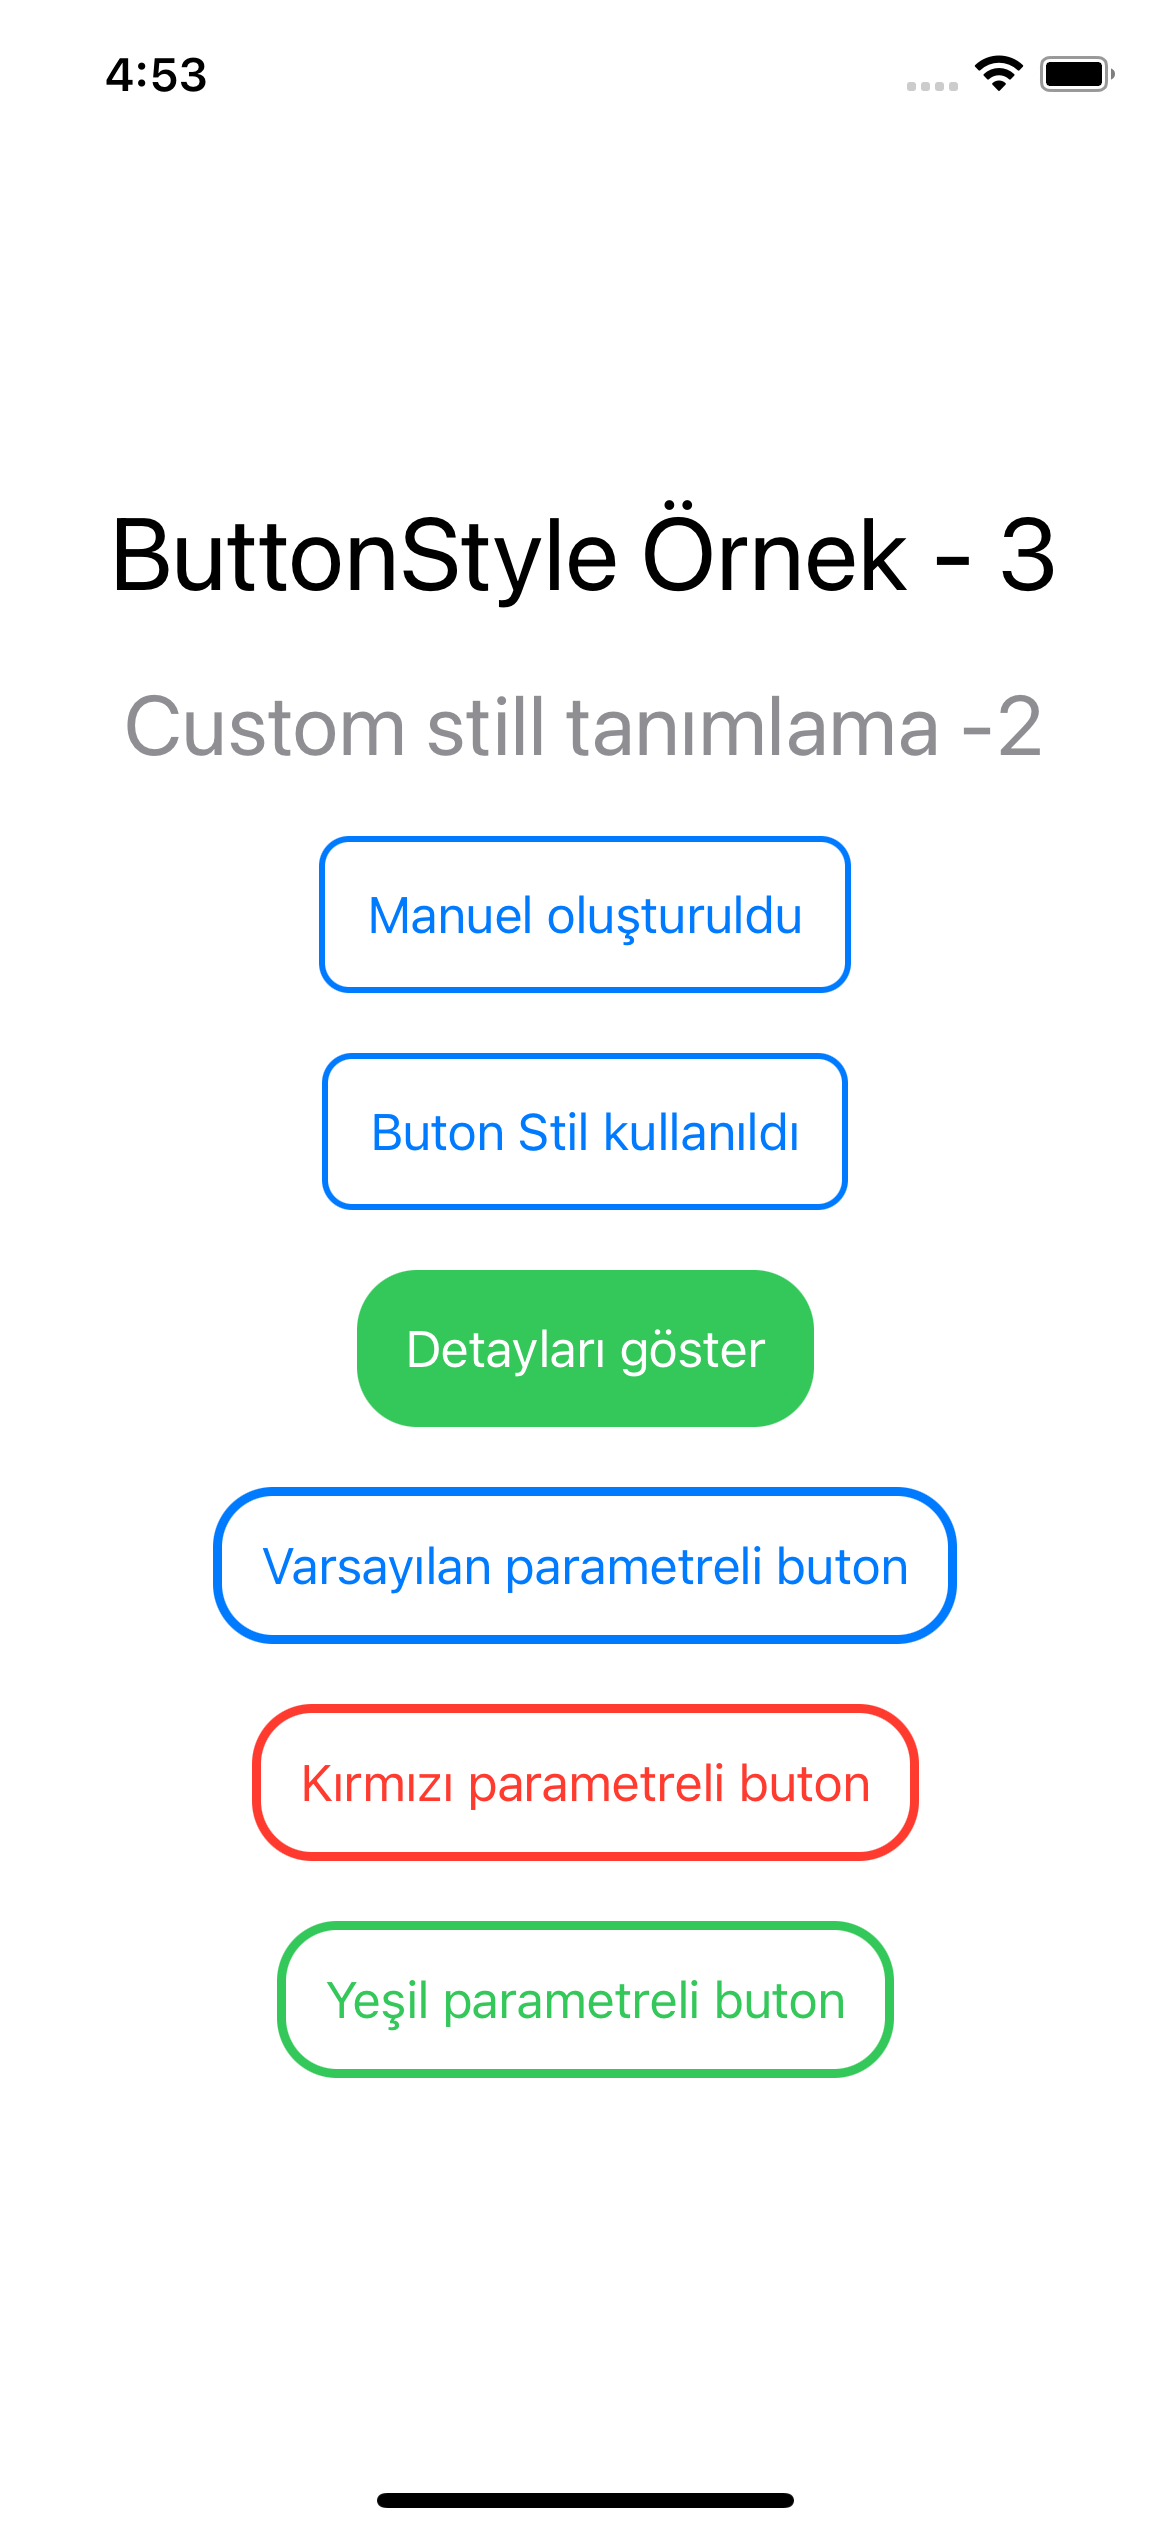 4:53
ButtonStyle Örnek - 3
Custom still tanımlama -2
Manuel oluşturuldu
Buton Stil kullanıldı
Detayları göster
Varsayılan parametreli buton
Kırmızı parametreli buton
Yeşil parametreli buton